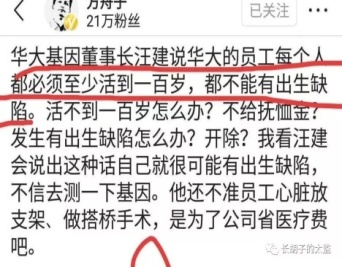 方舟子
21万粉丝
已关注
华大基因董事长汪建说华大的员工每个人
都必须至少活到一百岁，都不能有出生缺
陷。活不到一百岁怎么办？不给抚恤金？
发生有出生缺陷怎么办？开除？我看汪建
会说出这种话自己就很可能有出生缺陷，
不信去测一下基因。他还不准员工心脏放
支架、做搭桥手术，是为了公司省医疗费
吧。
长胡子的太监